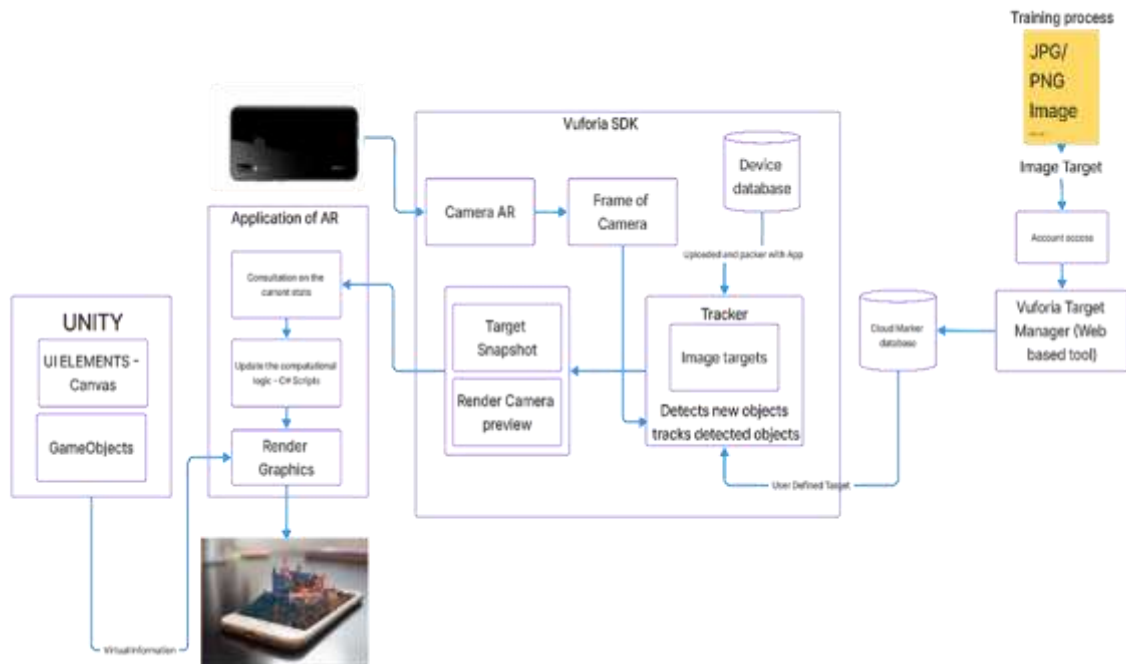 Training process
JPG/
PNG
Image
Image Target
Account access
Vuforia Target
Manager (Web
based tool)
Cloud Marker
database
Vuforia SDK
Device
database
Camera AR
Frame of
Camera
Uploaded and packer with App
Tracker
Image targets
Detects new objects
tracks detected objects
User Defined Target
Target
Snapshot
Render Camera
preview
Application of AR
Consultation on the
current stats
Update the computational
logic - C# Scripts
Render
Graphics
UNITY
UI ELEMENTS -
Canvas
GameObjects
Virtual Information